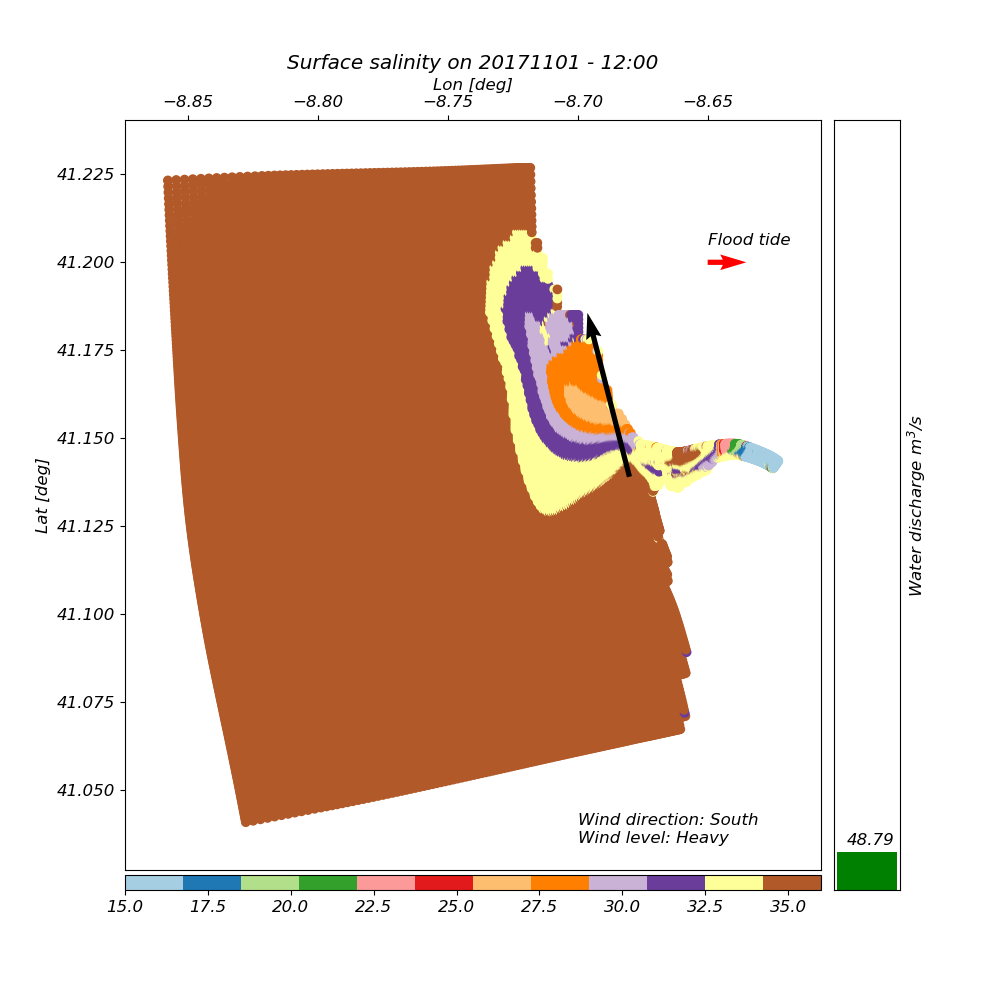 Surface salinity on 20171101 - 12:00
Lon [deg]
−8.85 −8.80 −8.75 −8.70 −8.65
41.225
41.200
41.175
41.150
41.125
41.100
41.075
41.050
Lat [deg]
Flood tide
Wind direction: South
Wind level: Heavy
15.0 17.5 20.0 22.5 25.0 27.5 30.0 32.5 35.0
48.79
Water discharge m³/s